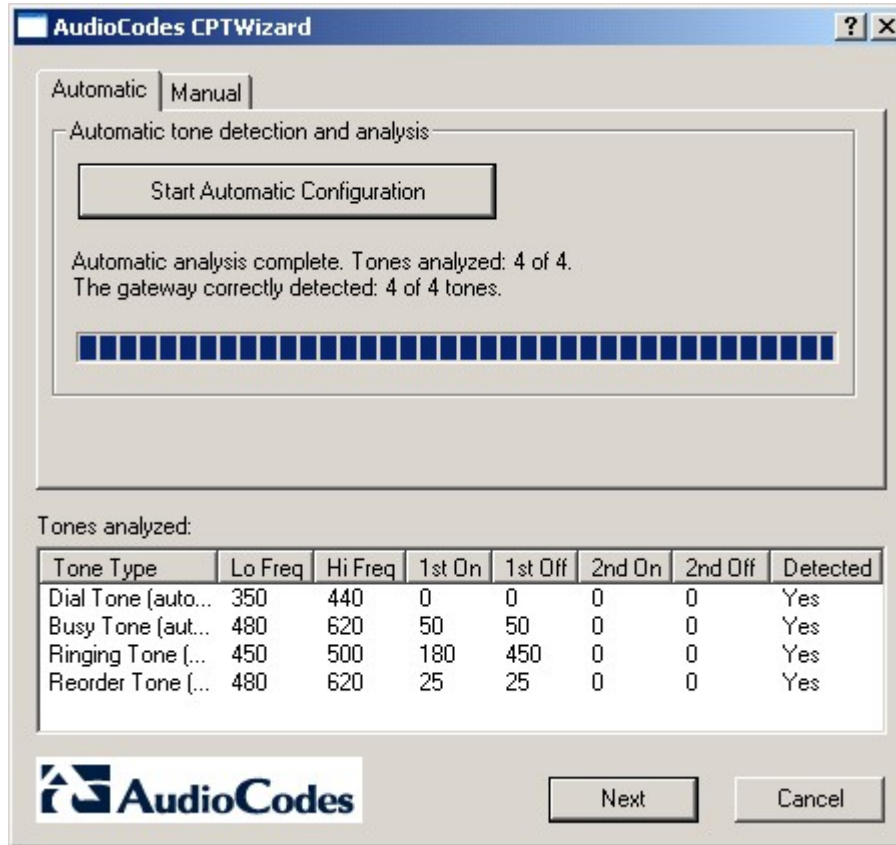 AudioCodes CPTWizard
Automatic Manual
Automatic tone detection and analysis
Start Automatic Configuration
Automatic analysis complete. Tones analyzed: 4 of 4.
The gateway correctly detected: 4 of 4 tones.
Tones analyzed:
Tone Type Lo Freq Hi Freq 1st On 1st Off 2nd On 2nd Off Detected
Dial Tone (auto... 350 440 0 0 0 0 Yes
Busy Tone (aut... 480 620 50 50 0 0 Yes
Ringing Tone (... 450 500 180 450 0 0 Yes
Reorder Tone (... 480 620 25 25 0 0 Yes
AudioCodes
Next Cancel